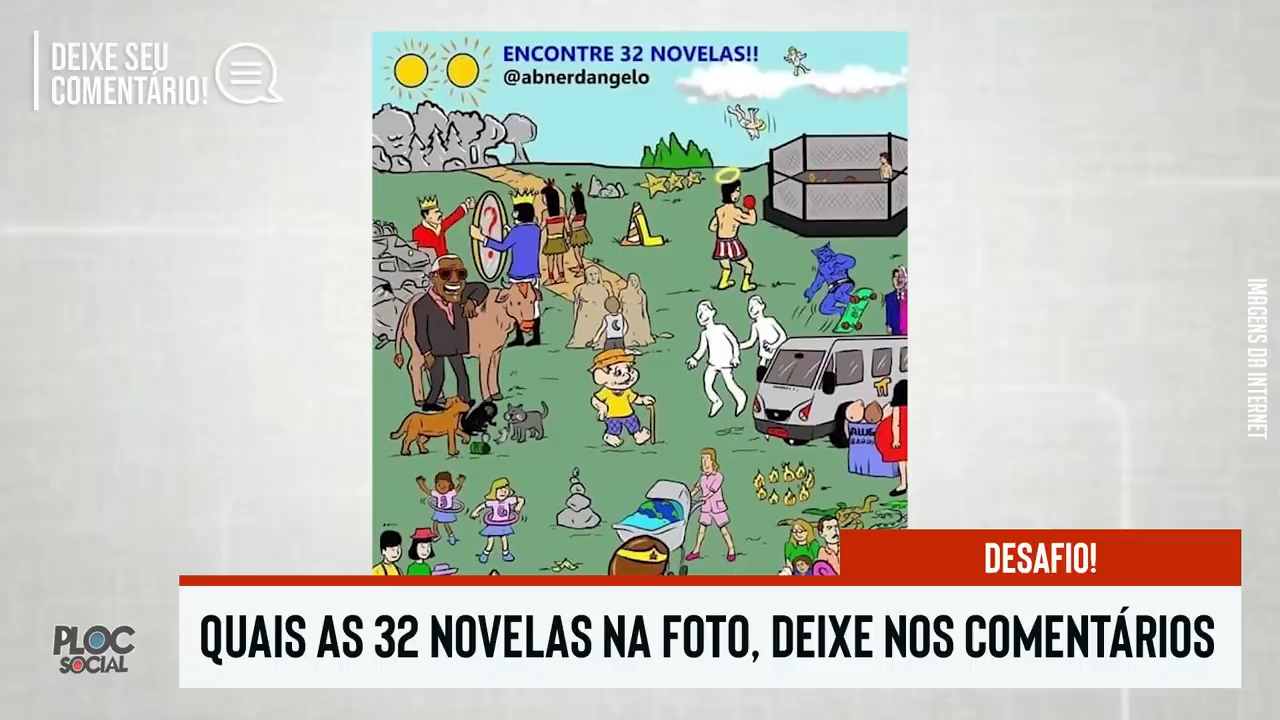 DEIXE SEU
COMENTÁRIO!
ENCONTRE 32 NOVELAS!!
@abnerdangelo
?
IMAGENS DA INTERNET
DESAFIO!
QUAIS AS 32 NOVELAS NA FOTO, DEIXE NOS COMENTÁRIOS
PLOC
SOCIAL